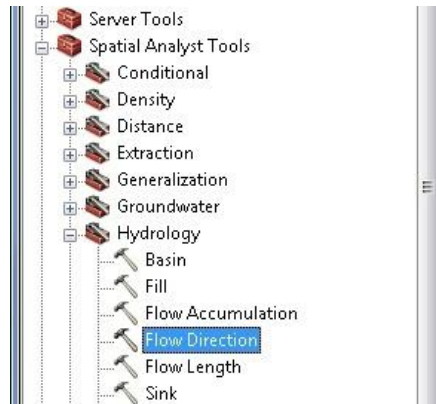 Server Tools
Spatial Analyst Tools
Conditional
Density
Distance
Extraction
Generalization
Groundwater
Hydrology
Basin
Fill
Flow Accumulation
Flow Direction
Flow Length
Sink